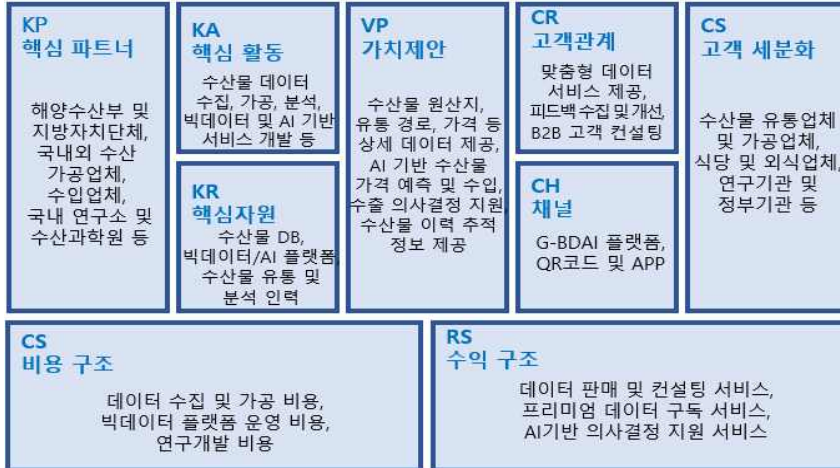 KP
핵심 파트너
해양수산부 및
지방자치단체,
국내외 수산
가공업체,
수입업체,
국내 연구소 및
수산과학원 등
KA
핵심 활동
수산물 데이터
수집, 가공, 분석,
빅데이터 및 AI 기반
서비스 개발 등
KR
핵심자원
수산물 DB,
빅데이터/AI 플랫폼,
수산물 유통 및
분석 인력
VP
가치제안
수산물 원산지,
유통 경로, 가격 등
상세 데이터 제공,
AI 기반 수산물
가격 예측 및 수입,
수출 의사결정 지원,
수산물 이력 추적
정보 제공
CR
고객관계
맞춤형 데이터
서비스 제공,
피드백 수집 및 개선,
B2B 고객 컨설팅
CH
채널
G-BDAI 플랫폼,
QR코드 및 APP
CS
고객 세분화
수산물 유통업체
및 가공업체,
식당 및 외식업체,
연구기관 및
정부기관 등
CS
비용 구조
데이터 수집 및 가공 비용,
빅데이터 플랫폼 운영 비용,
연구개발 비용
RS
수익 구조
데이터 판매 및 컨설팅 서비스,
프리미엄 데이터 구독 서비스,
AI기반 의사결정 지원 서비스